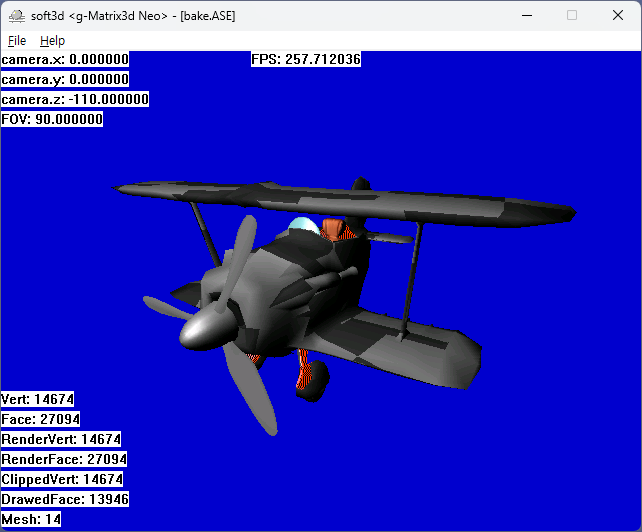 soft3d <g-Matrix3d Neo> - [bake.ASE]
File Help
camera.x: 0.000000 FPS: 257.712036
camera.y: 0.000000
camera.z: -110.000000
FOV: 90.000000
Vert: 14674
Face: 27094
RenderVert: 14674
RenderFace: 27094
ClippedVert: 14674
DrawedFace: 13946
Mesh: 14